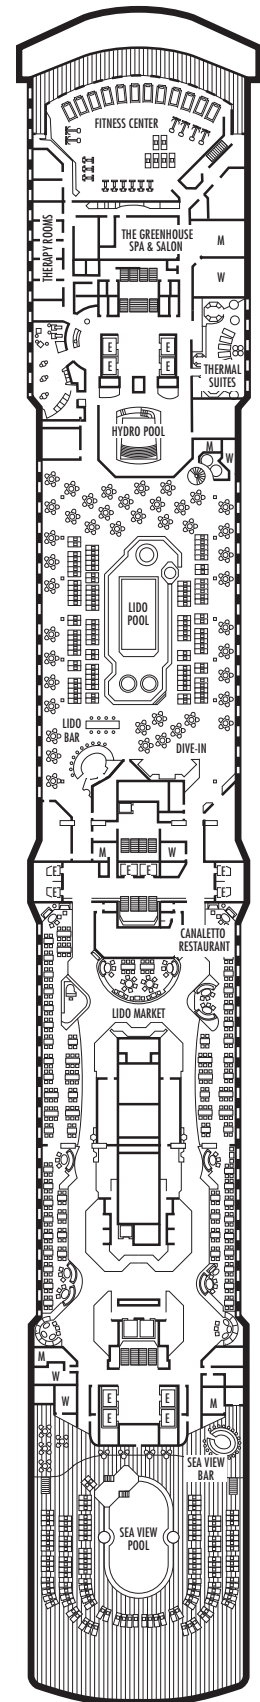 FITNESS CENTER
THERAPY ROOMS
THE GREENHOUSE
SPA & SALON
M
W
E
E
E
E
THERMAL
SUITES
HYDRO POOL
M
W
LIDO
POOL
LIDO
BAR
DIVE-IN
M
W
E
E
E
E
E
E
CANALETTO
RESTAURANT
LIDO MARKET
M
W
W
M
E
E
E
E
SEA VIEW
BAR
SEA VIEW
POOL